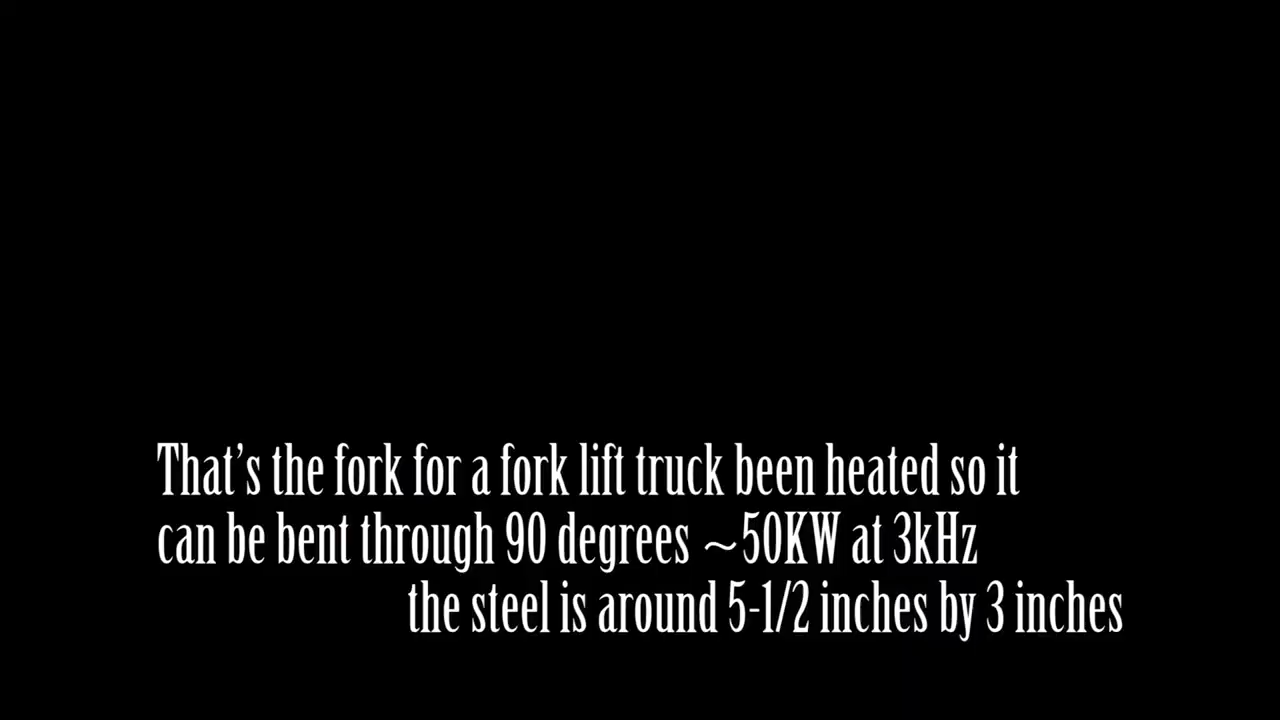 That's the fork for a fork lift truck been heated so it
can be bent through 90 degrees ~50KW at 3kHz
the steel is around 5-1/2 inches by 3 inches